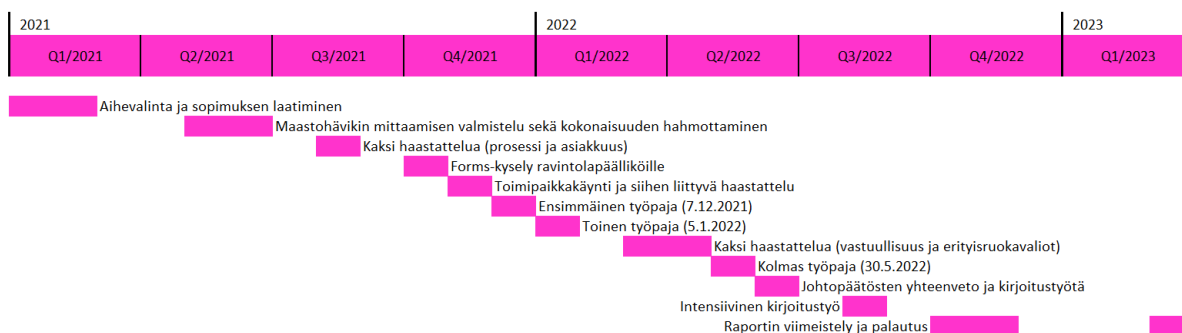 2021 2022 2023
Q1/2021 Q2/2021 Q3/2021 Q4/2021 Q1/2022 Q2/2022 Q3/2022 Q4/2022 Q1/2023
Aihevalinta ja sopimuksen laatiminen
Maastohävikin mittaamisen valmistelu sekä kokonaisuuden hahmottaminen
Kaksi haastattelua (prosessi ja asiakkuus)
Forms-kysely ravintolapäälliköille
Toimipaikkakäynti ja siihen liittyvä haastattelu
Ensimmäinen työpaja (7.12.2021)
Toinen työpaja (5.1.2022)
Kaksi haastattelua (vastuullisuus ja erityisruokavaliot)
Kolmas työpaja (30.5.2022)
Johtopäätösten yhteenveto ja kirjoitustyötä
Intensiivinen kirjoitustyö
Raportin viimeistely ja palautus